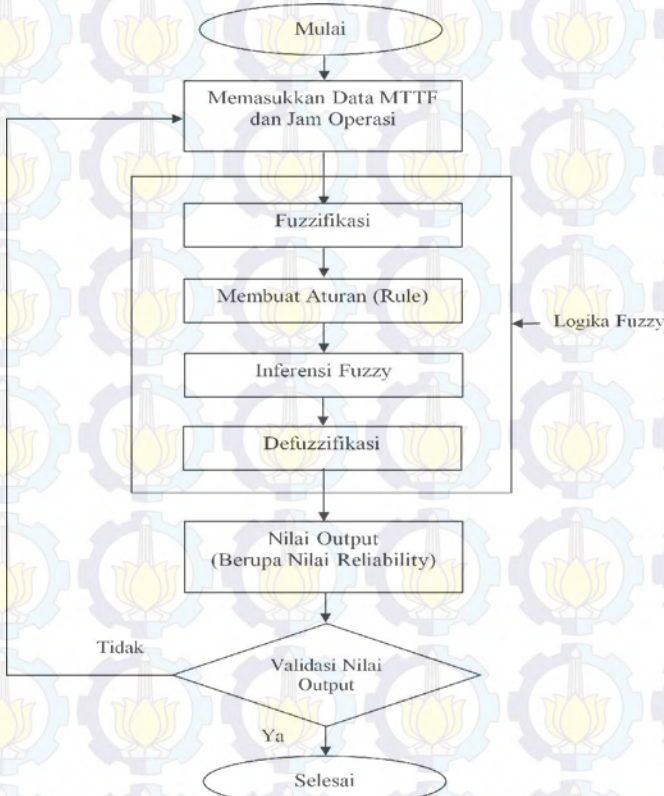 Mulai
Memasukkan Data MTTF
dan Jam Operasi
Fuzzifikasi
Membuat Aturan (Rule)
Logika Fuzzy
Inferensi Fuzzy
Defuzzifikasi
Nilai Output
(Berupa Nilai Reliability)
Tidak
Validasi Nilai
Output
Ya
Selesai